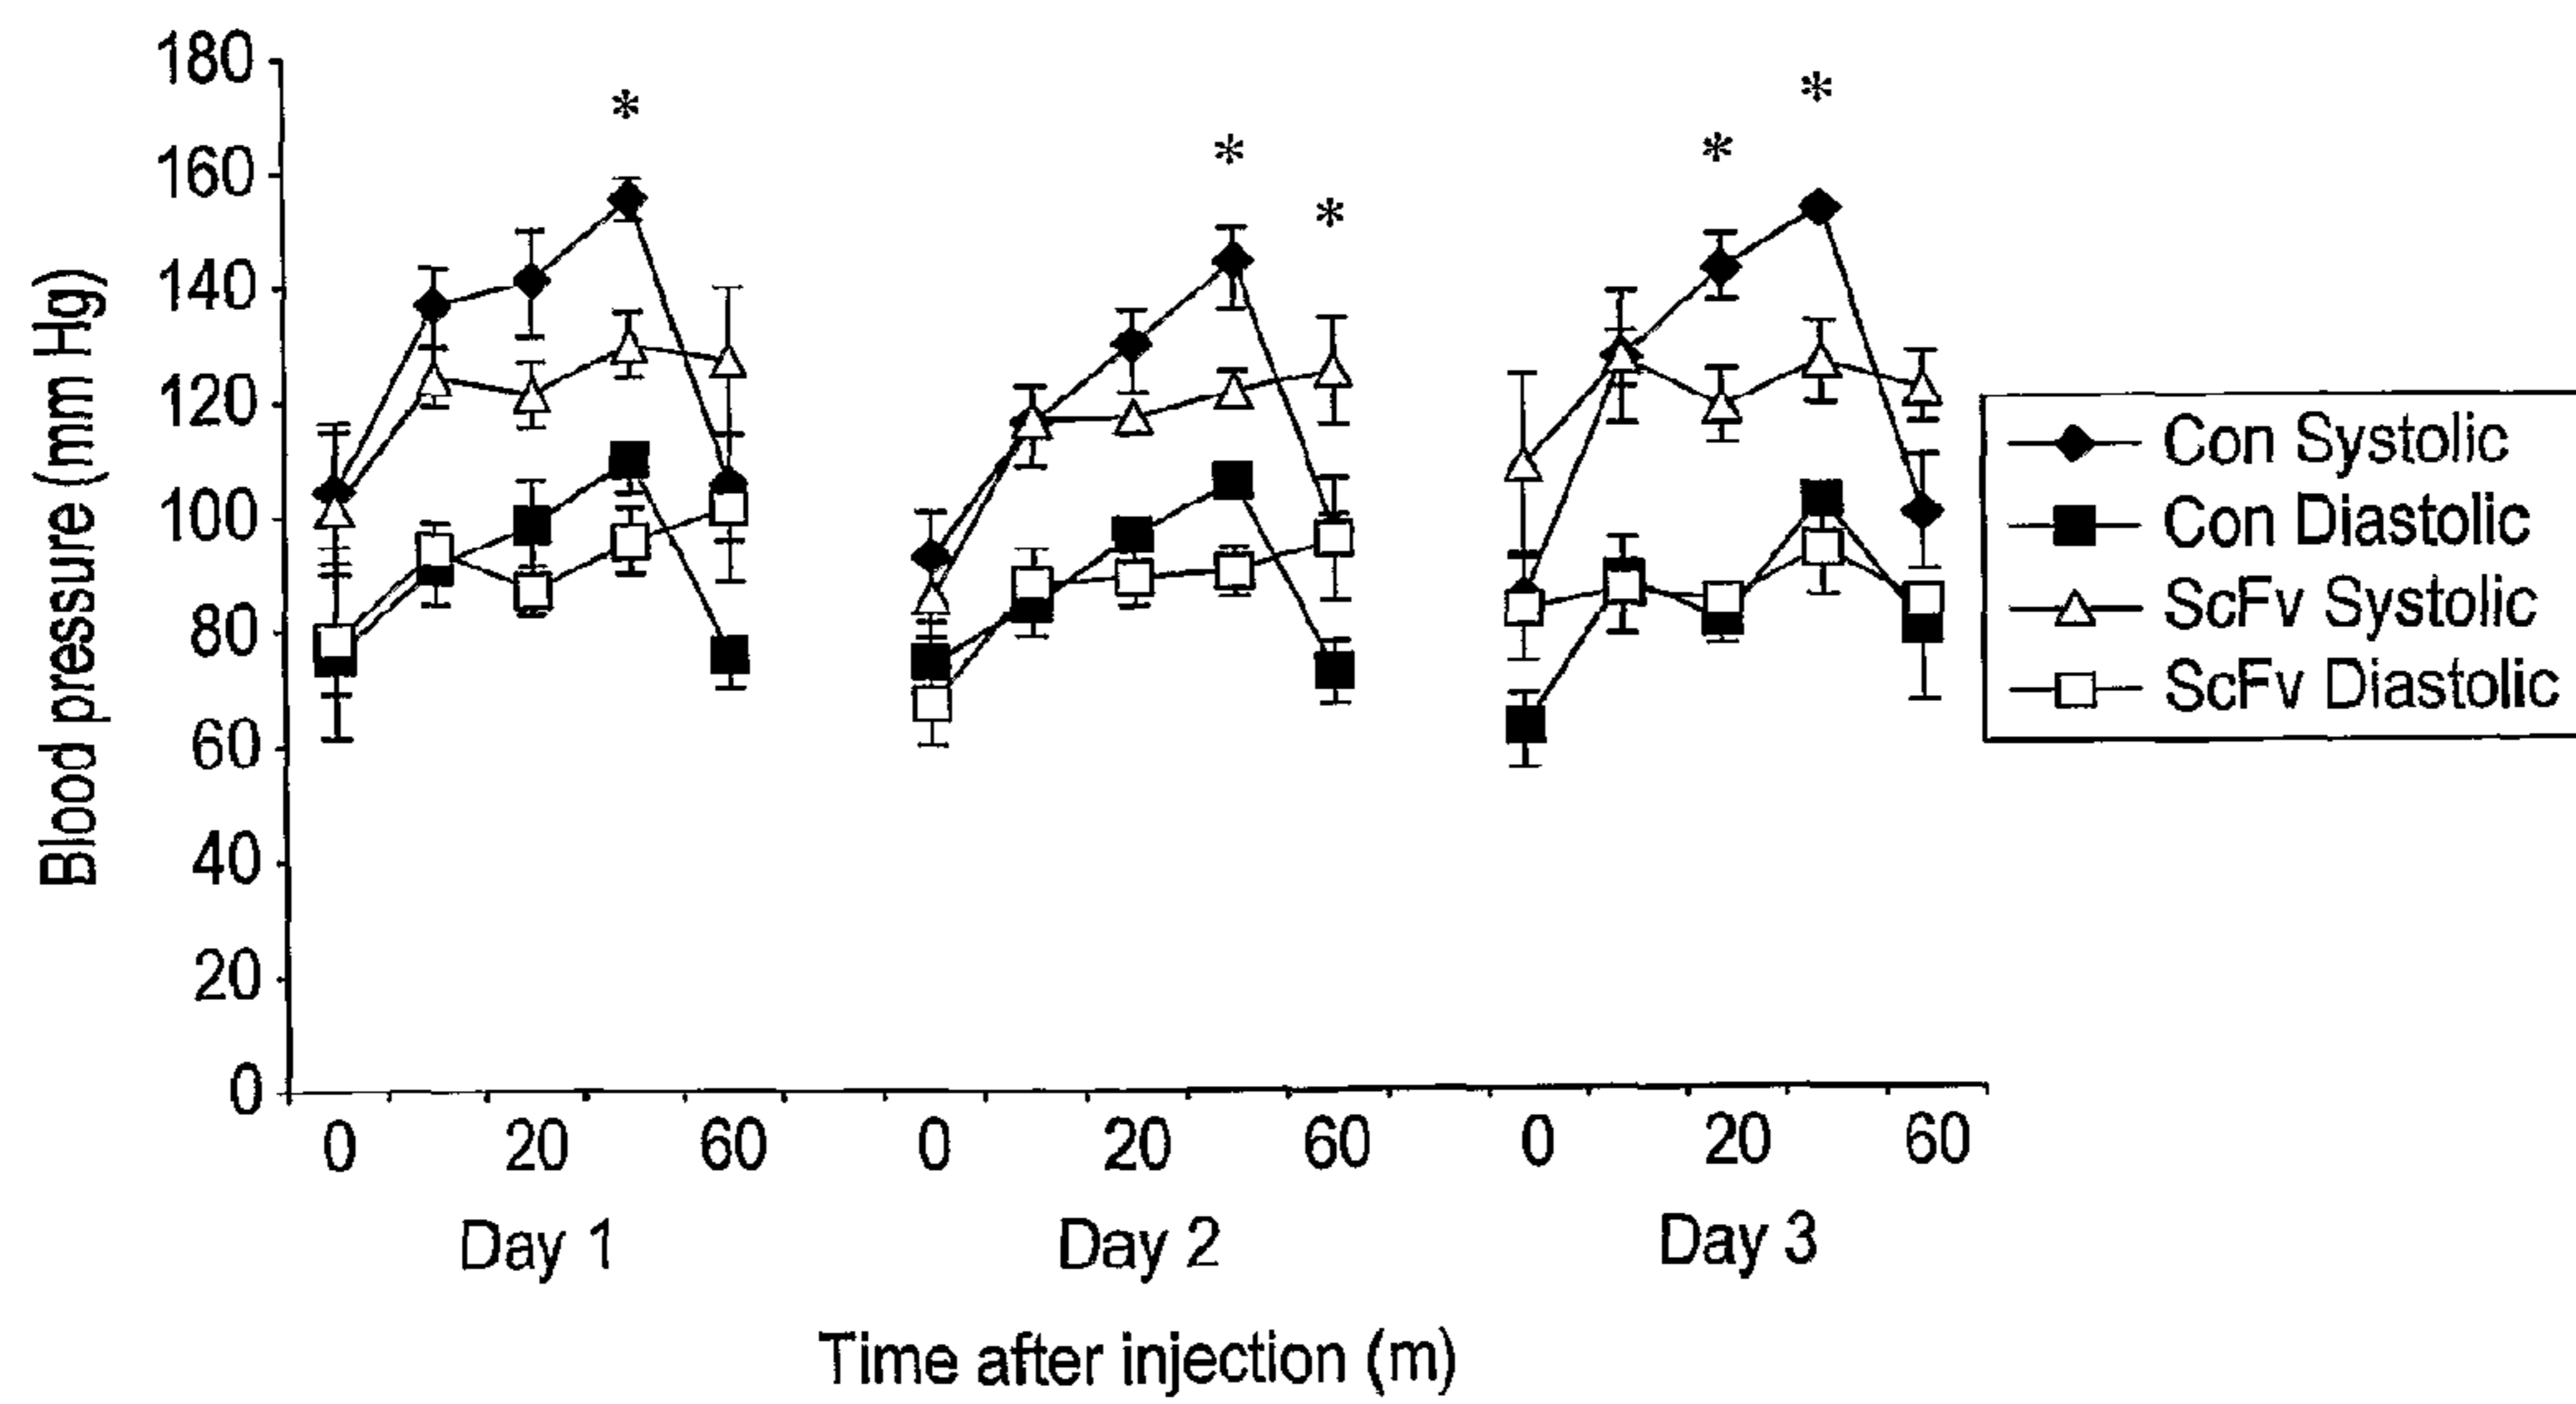 Blood pressure (mm Hg)
180
160
140
120
100
80
60
40
20
0
*
*
*
*
*
0 20 60 0 20 60 0 20 60
Day 1 Day 2 Day 3
Time after injection (m)
Con Systolic
Con Diastolic
ScFv Systolic
ScFv Diastolic